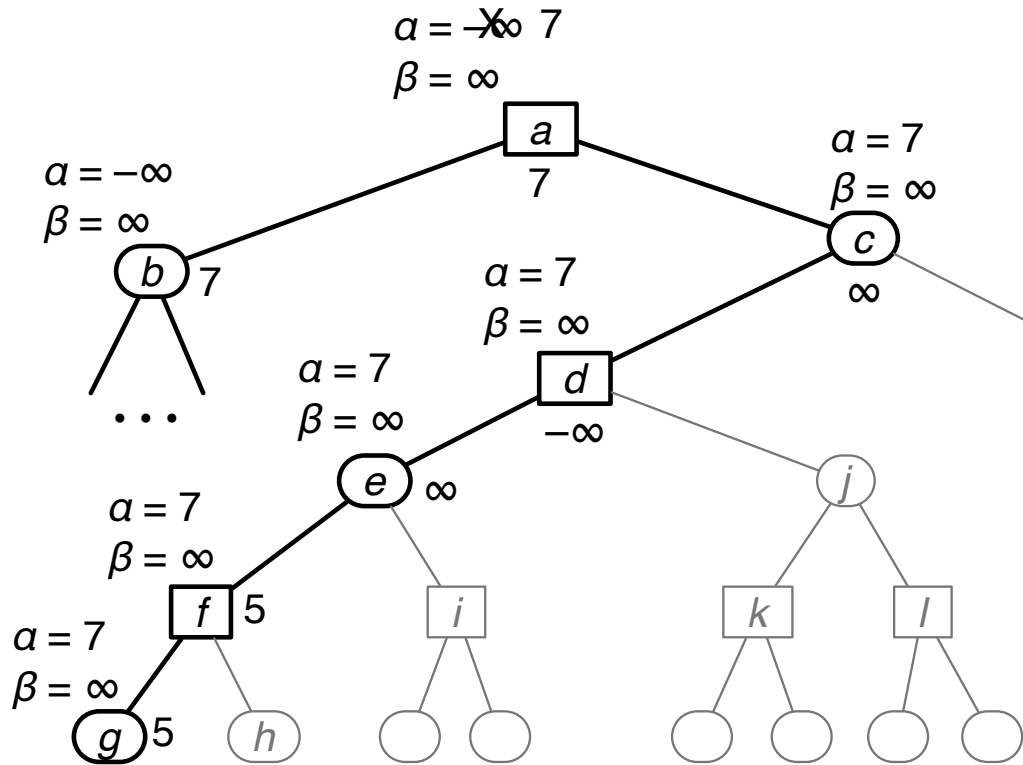 α = −∞ 7
β = ∞
a
7
α = 7
β = ∞
c
∞
α = −∞
β = ∞
b 7
...
α = 7
β = ∞
d
−∞
α = 7
β = ∞
e ∞
j
α = 7
β = ∞
f 5
i
k
l
α = 7
β = ∞
g 5
h